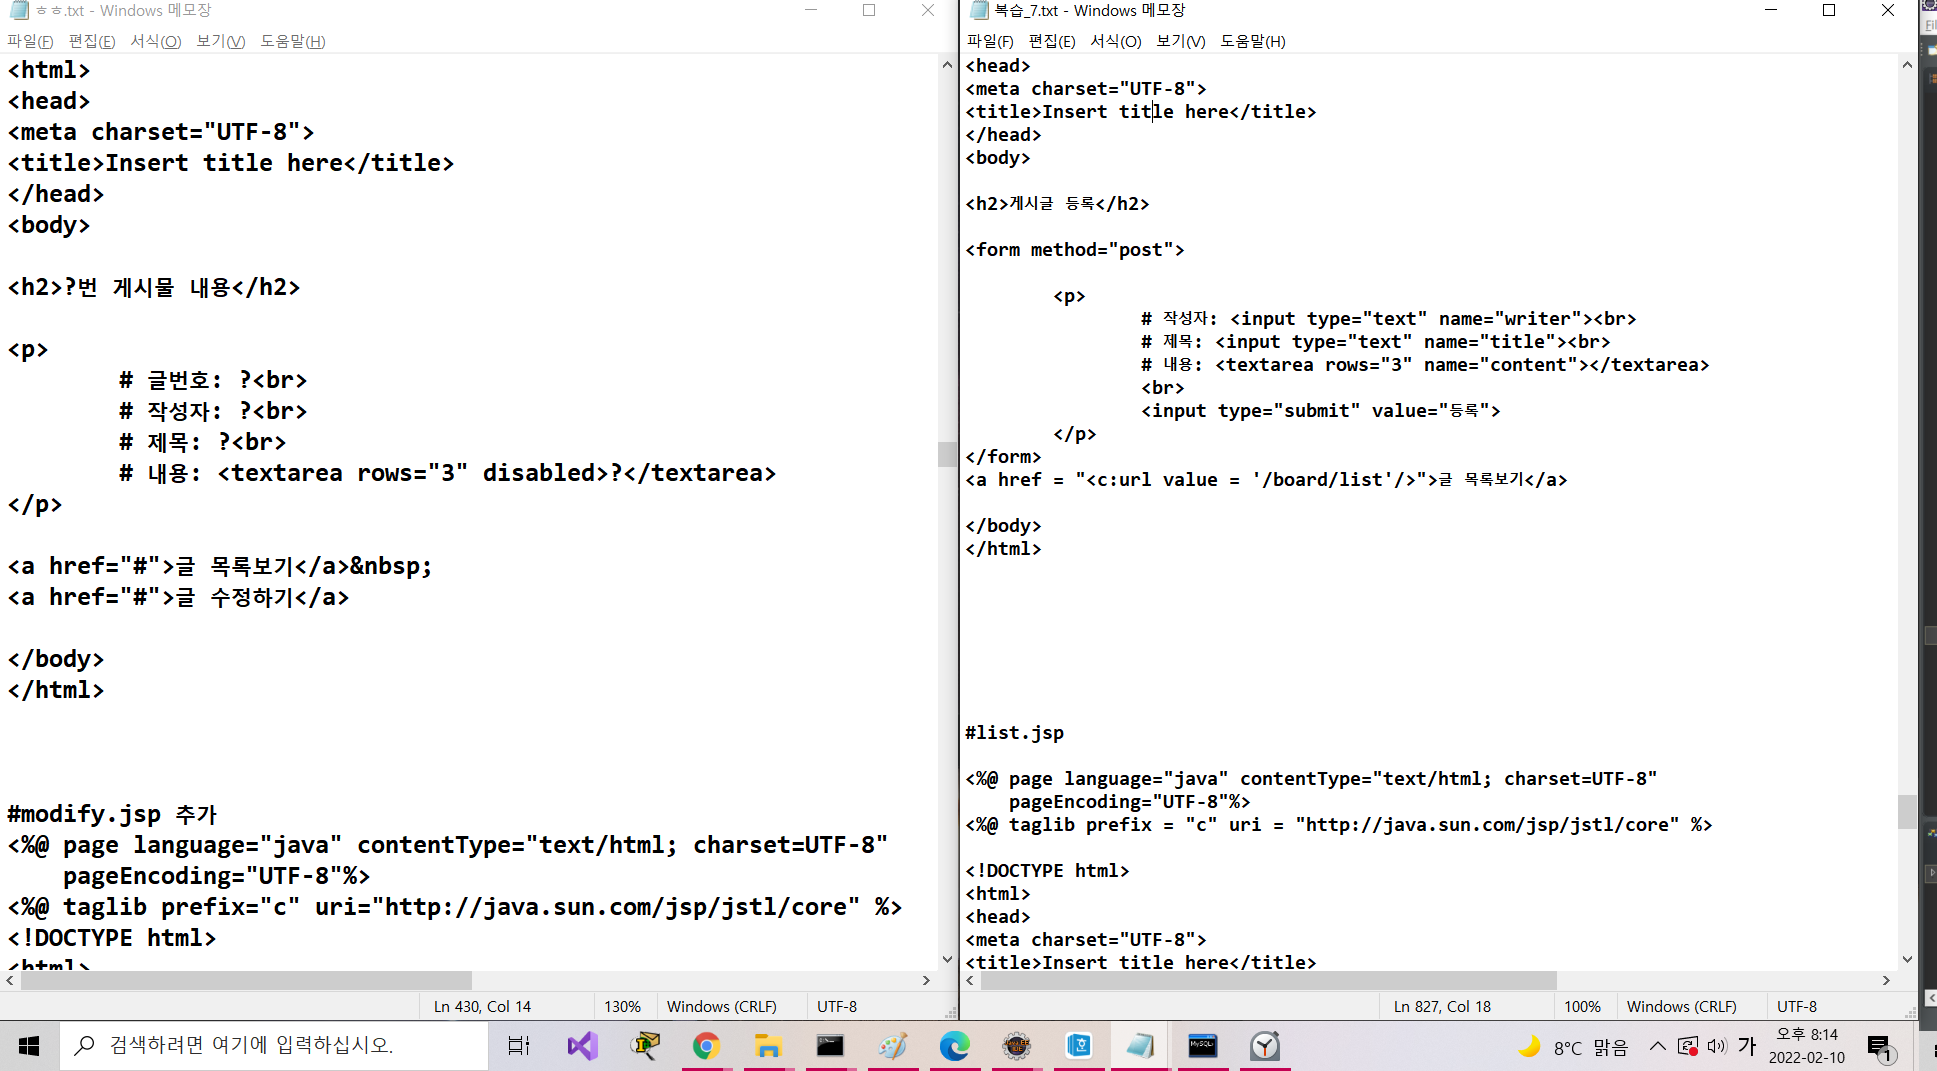 ㅎㅎ.txt - Windows 메모장
파일(F) 편집(E) 서식(O) 보기(V) 도움말(H)
<html>
<head>
<meta charset="UTF-8">
<title>Insert title here</title>
</head>
<body>
<h2>?번 게시물 내용</h2>
<p>
# 글번호: ?<br>
# 작성자: ?<br>
# 제목: ?<br>
# 내용: <textarea rows="3" disabled>?</textarea>
</p>
<a href="#">글 목록보기</a>&nbsp;
<a href="#">글 수정하기</a>
</body>
</html>
#modify.jsp 추가
<%@ page language="java" contentType="text/html; charset=UTF-8"
pageEncoding="UTF-8"%>
<%@ taglib prefix="c" uri="http://java.sun.com/jsp/jstl/core" %>
<!DOCTYPE html>
<html>
Ln 430, Col 14
130%
Windows (CRLF)
UTF-8
복습_7.txt - Windows 메모장
파일(F) 편집(E) 서식(O) 보기(V) 도움말(H)
<head>
<meta charset="UTF-8">
<title>Insert title here</title>
</head>
<body>
<h2>게시글 등록</h2>
<form method="post">
<p>
# 작성자: <input type="text" name="writer"><br>
# 제목: <input type="text" name="title"><br>
# 내용: <textarea rows="3" name="content"></textarea>
<br>
<input type="submit" value="등록">
</p>
</form>
<a href = "<c:url value = '/board/list'/>">글 목록보기</a>
</body>
</html>
#list.jsp
<%@ page language="java" contentType="text/html; charset=UTF-8"
pageEncoding="UTF-8"%>
<%@ taglib prefix = "c" uri = "http://java.sun.com/jsp/jstl/core" %>
<!DOCTYPE html>
<html>
<head>
<meta charset="UTF-8">
<title>Insert title here</title>
Ln 827, Col 18
100%
Windows (CRLF)
UTF-8
Fil
검색하려면 여기에 입력하십시오.
MySQL
8°C 맑음
가
오후 8:14
2022-02-10
1